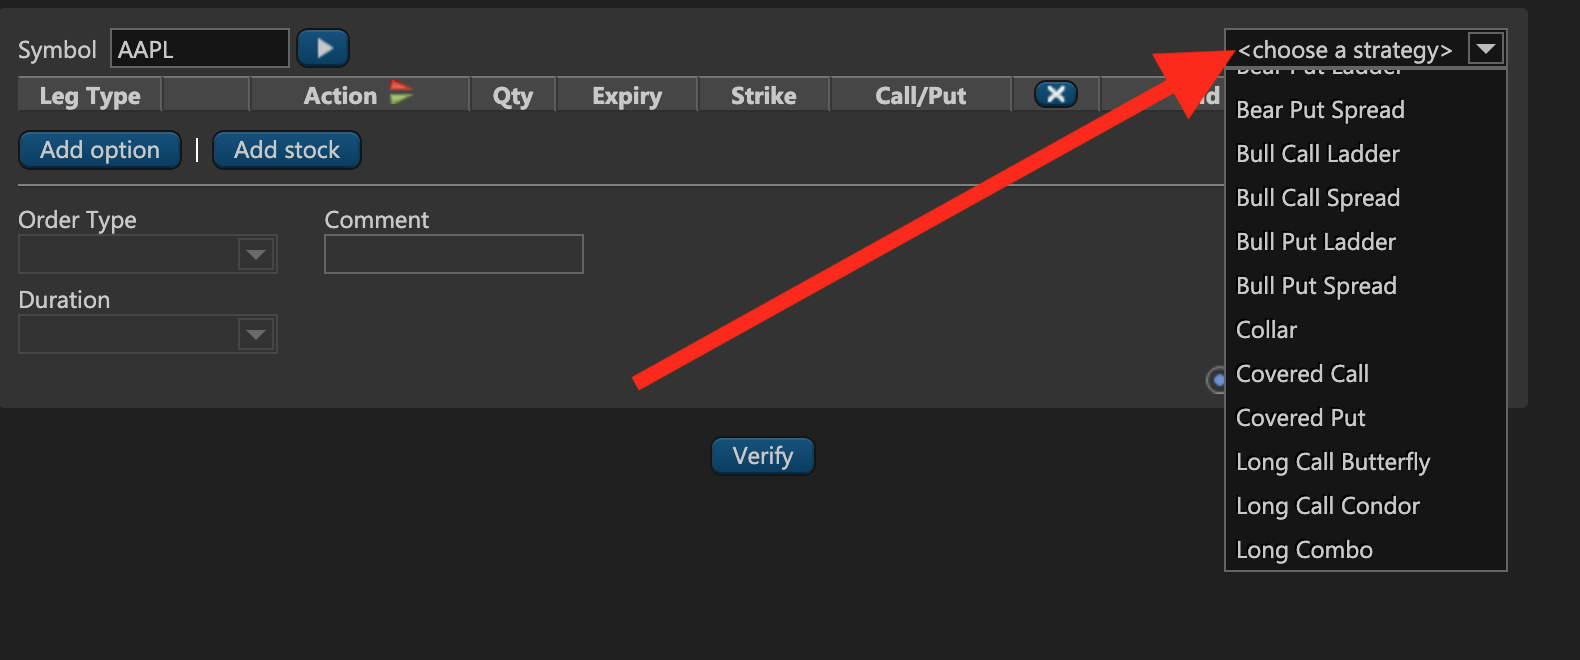 Symbol AAPL <choose a strategy>
Bear Put Ladder
Leg Type Action Qty Expiry Strike Call/Put
Bear Put Spread
Add option | Add stock
Bull Call Ladder
Bull Call Spread
Order Type Comment
Bull Put Ladder
Bull Put Spread
Duration
Collar
Covered Call
Covered Put
Verify
Long Call Butterfly
Long Call Condor
Long Combo